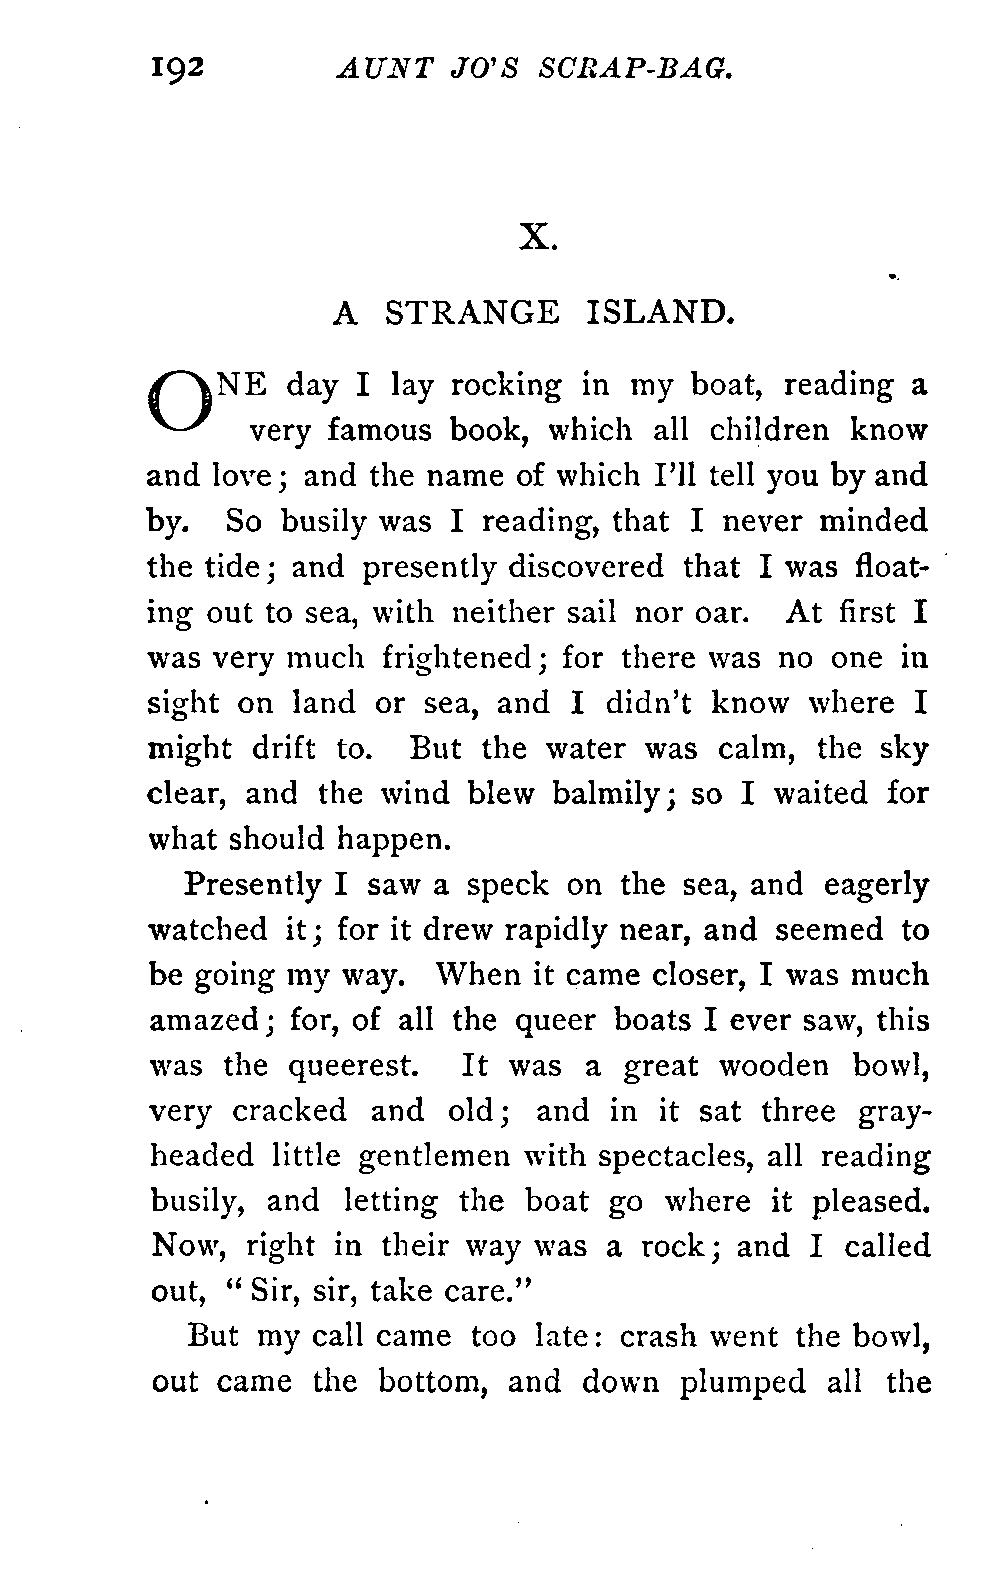 192 AUNT JO'S SCRAP-BAG.
X.
A STRANGE ISLAND.
ONE day I lay rocking in my boat, reading a
very famous book, which all children know
and love; and the name of which I'll tell you by and
by. So busily was I reading, that I never minded
the tide; and presently discovered that I was float-
ing out to sea, with neither sail nor oar. At first I
was very much frightened; for there was no one in
sight on land or sea, and I didn't know where I
might drift to. But the water was calm, the sky
clear, and the wind blew balmily; so I waited for
what should happen.
Presently I saw a speck on the sea, and eagerly
watched it; for it drew rapidly near, and seemed to
be going my way. When it came closer, I was much
amazed; for, of all the queer boats I ever saw, this
was the queerest. It was a great wooden bowl,
very cracked and old; and in it sat three gray-
headed little gentlemen with spectacles, all reading
busily, and letting the boat go where it pleased.
Now, right in their way was a rock; and I called
out, "Sir, sir, take care."
But my call came too late: crash went the bowl,
out came the bottom, and down plumped all the